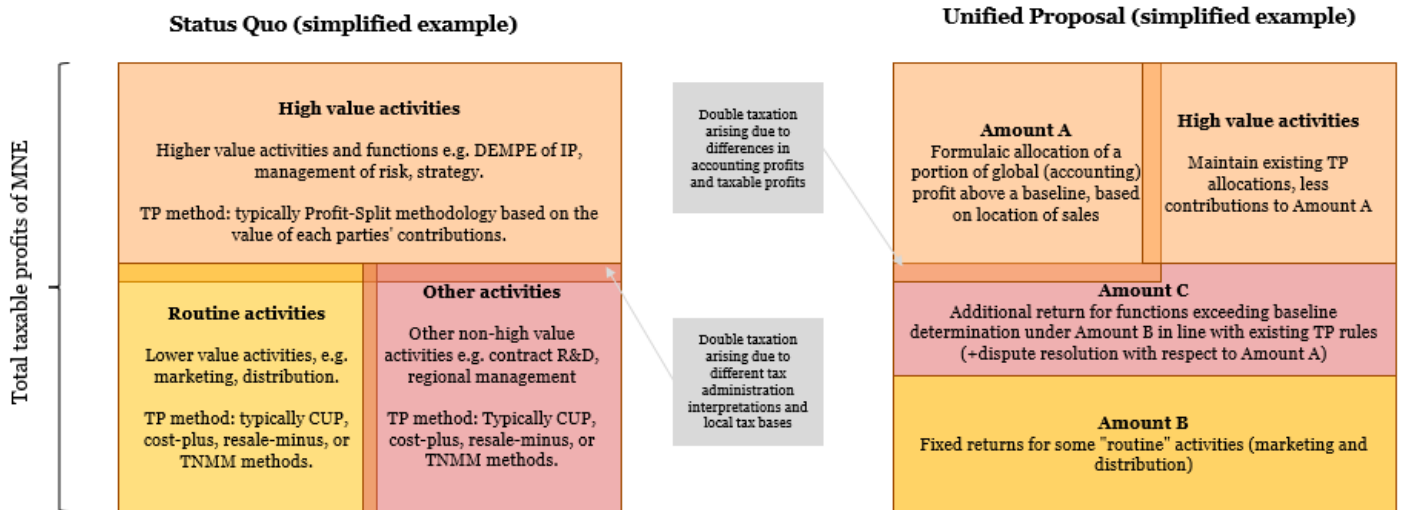 Status Quo (simplified example)
Unified Proposal (simplified example)
Total taxable profits of MNE
High value activities
Higher value activities and functions e.g. DEMPE of IP,
management of risk, strategy.
TP method: typically Profit-Split methodology based on the
value of each parties' contributions.
Routine activities
Lower value activities, e.g.
marketing, distribution.
TP method: typically CUP,
cost-plus, resale-minus, or
TNMM methods.
Other activities
Other non-high value
activities e.g. contract R&D,
regional management
TP method: Typically CUP,
cost-plus, resale-minus, or
TNMM methods.
Double taxation
arising due to
differences in
accounting profits
and taxable profits
Double taxation
arising due to
different tax
administration
interpretations and
local tax bases
Amount A
Formulaic allocation of a
portion of global (accounting)
profit above a baseline, based
on location of sales
High value activities
Maintain existing TP
allocations, less
contributions to Amount A
Amount C
Additional return for functions exceeding baseline
determination under Amount B in line with existing TP rules
(+dispute resolution with respect to Amount A)
Amount B
Fixed returns for some "routine" activities (marketing and
distribution)